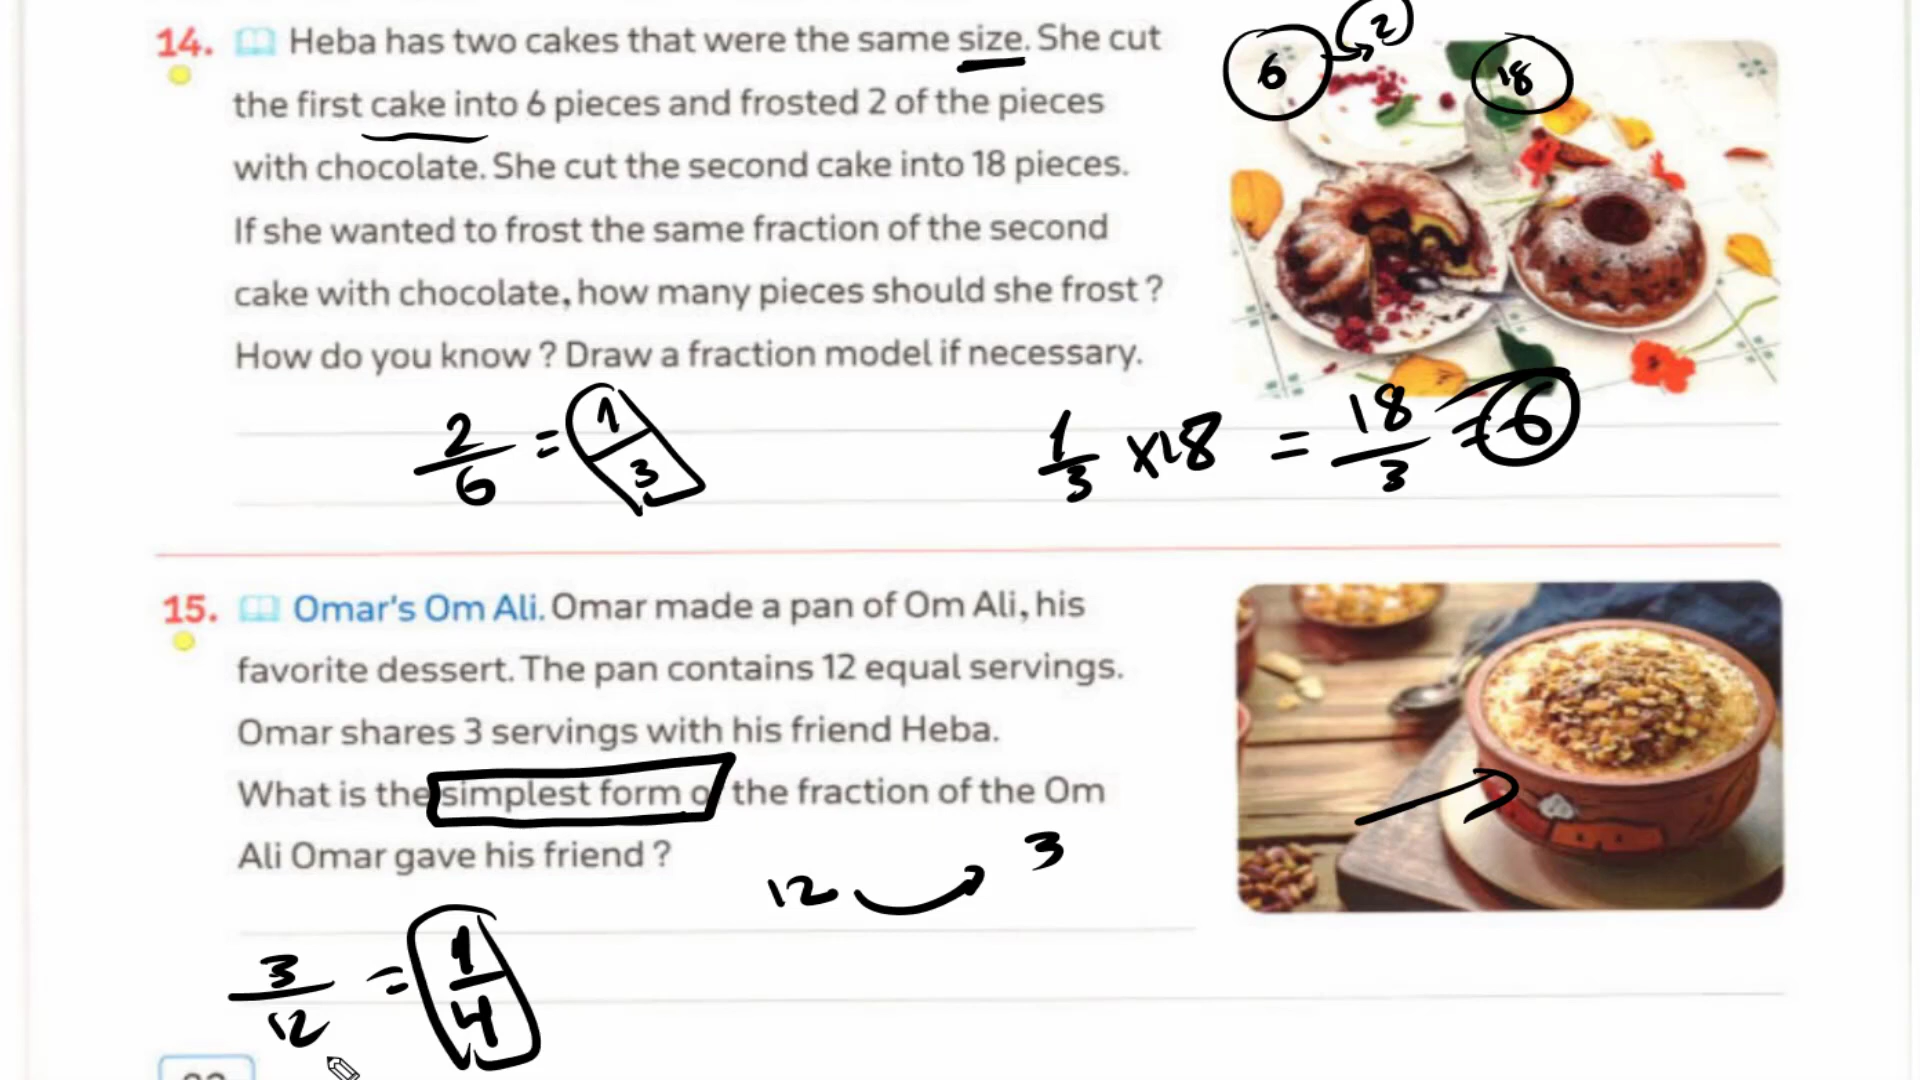 14. Heba has two cakes that were the same size. She cut
the first cake into 6 pieces and frosted 2 of the pieces
with chocolate. She cut the second cake into 18 pieces.
If she wanted to frost the same fraction of the second
cake with chocolate, how many pieces should she frost ?
How do you know ? Draw a fraction model if necessary.
6 2 18
2/6 = 1/3
1/3 × 18 = 18/3 = 6
15. Omar's Om Ali. Omar made a pan of Om Ali, his
favorite dessert. The pan contains 12 equal servings.
Omar shares 3 servings with his friend Heba.
What is the simplest form of the fraction of the Om
Ali Omar gave his friend ?
12 3
3/12 = 1/4